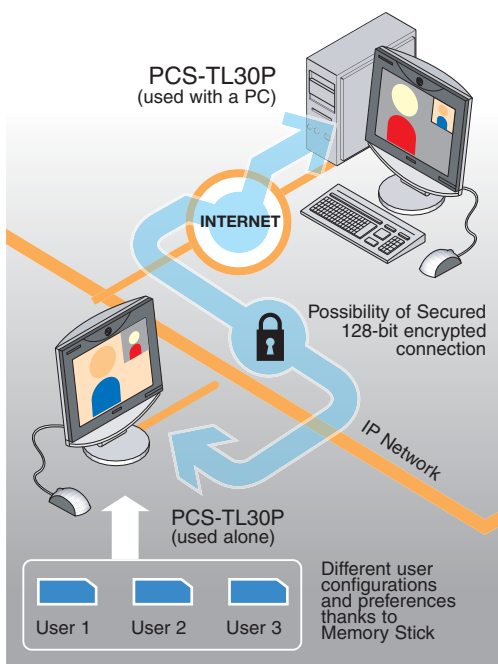 PCS-TL30P
(used with a PC)
INTERNET
Possibility of Secured
128-bit encrypted
connection
IP Network
PCS-TL30P
(used alone)
User 1
User 2
User 3
Different user
configurations
and preferences
thanks to
Memory Stick